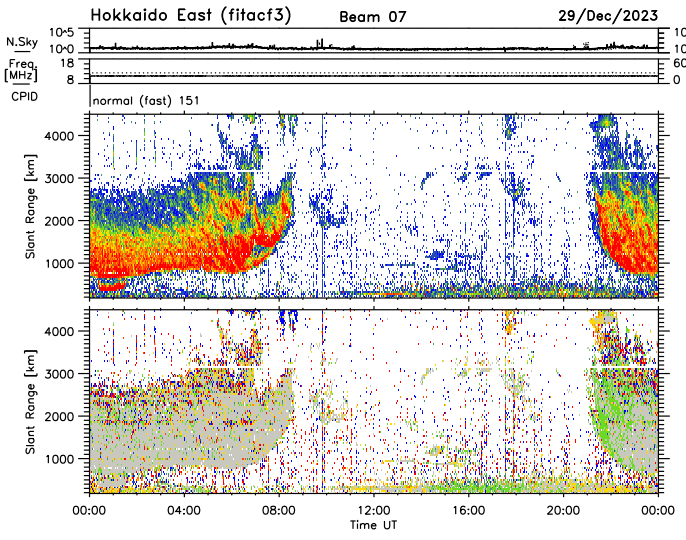 Hokkaido East (fitacf3) Beam 07 29/Dec/2023
N.Sky 10^5 10^0 10 10
Freq. [MHz] 18 8 60 0
CPID normal (fast) 151
Slant Range [km] 4000 3000 2000 1000
Slant Range [km] 4000 3000 2000 1000
00:00 04:00 08:00 12:00 16:00 20:00 00:00
Time UT